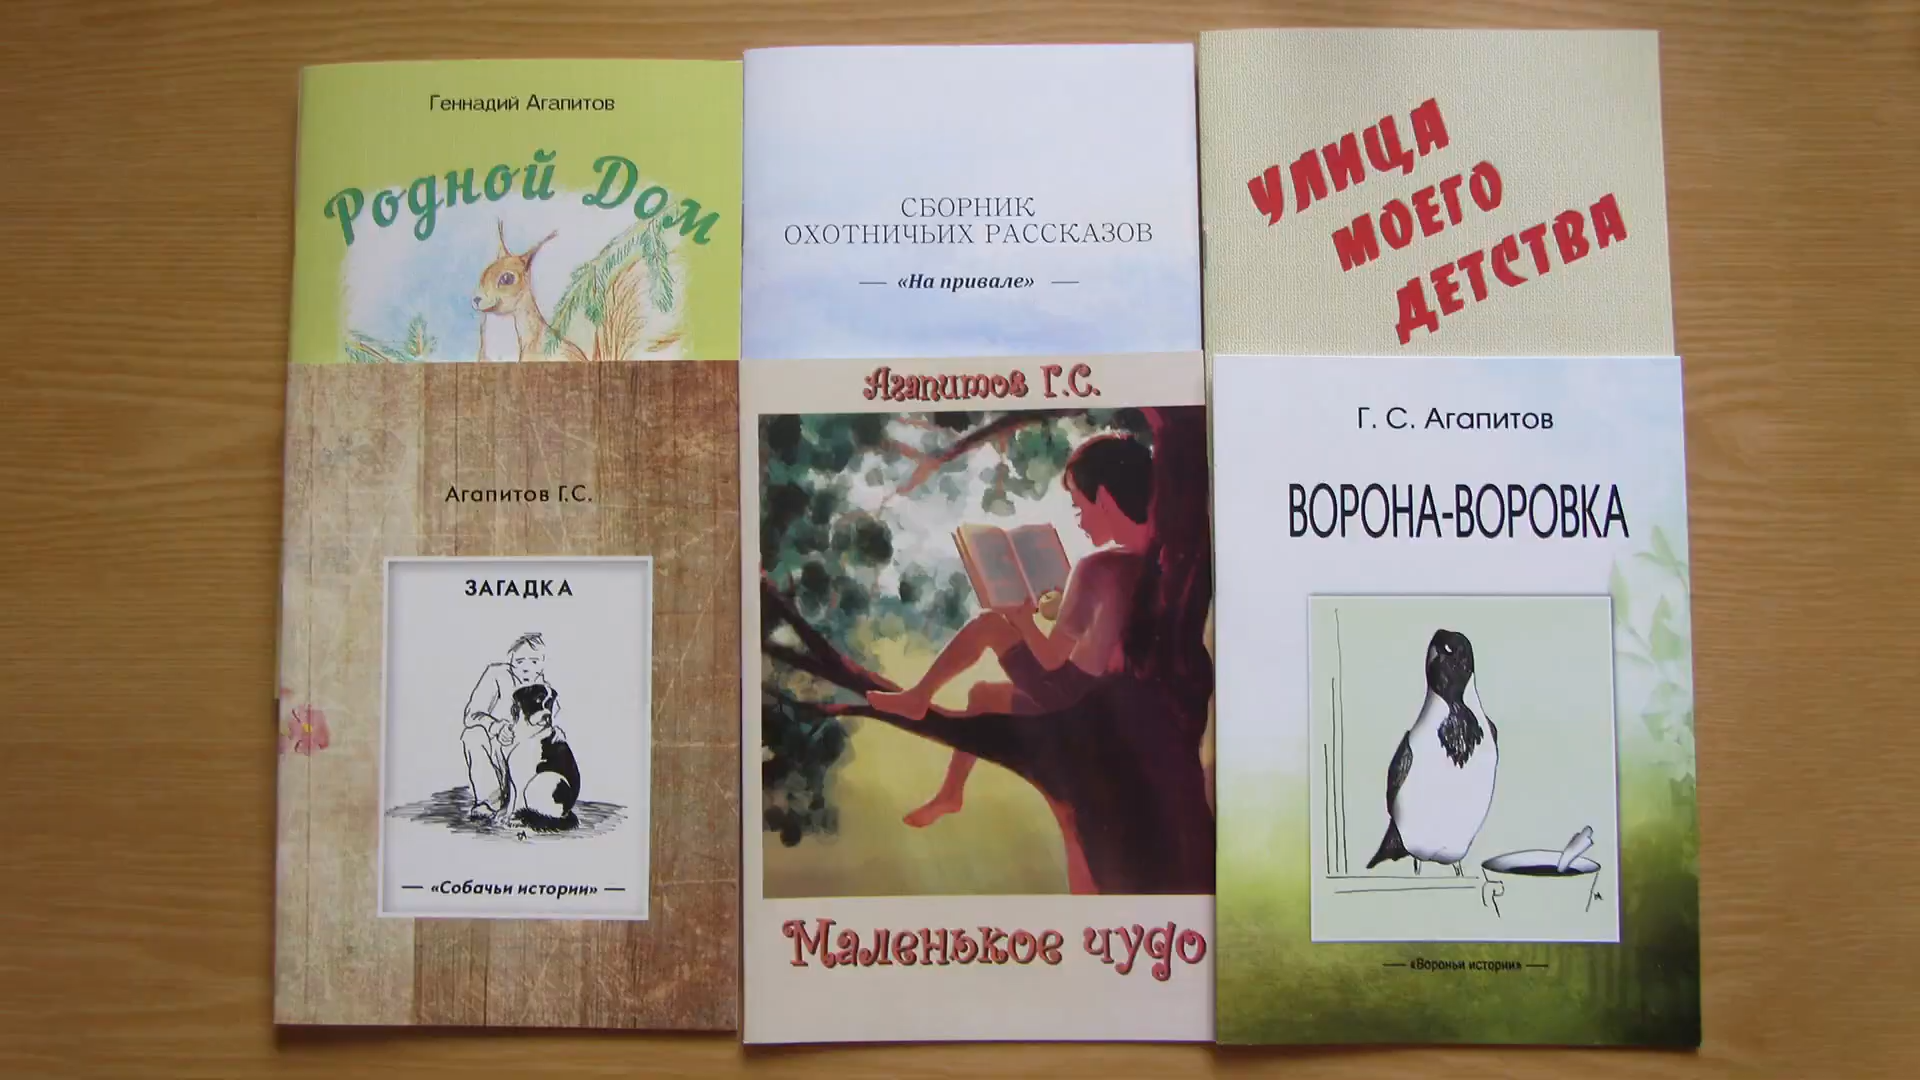 Геннадий Агапитов
Родной Дом
СБОРНИК
ОХОТНИЧЬИХ РАССКАЗОВ
«На привале»
УЛИЦА
МОЕГО
ДЕТСТВА
Агапитов Г.С.
ЗАГАДКА
«Собачьи истории»
Агапитов Г.С.
Маленькое чудо
Г. С. Агапитов
ВОРОНА-ВОРОВКА
«Вороньи истории»